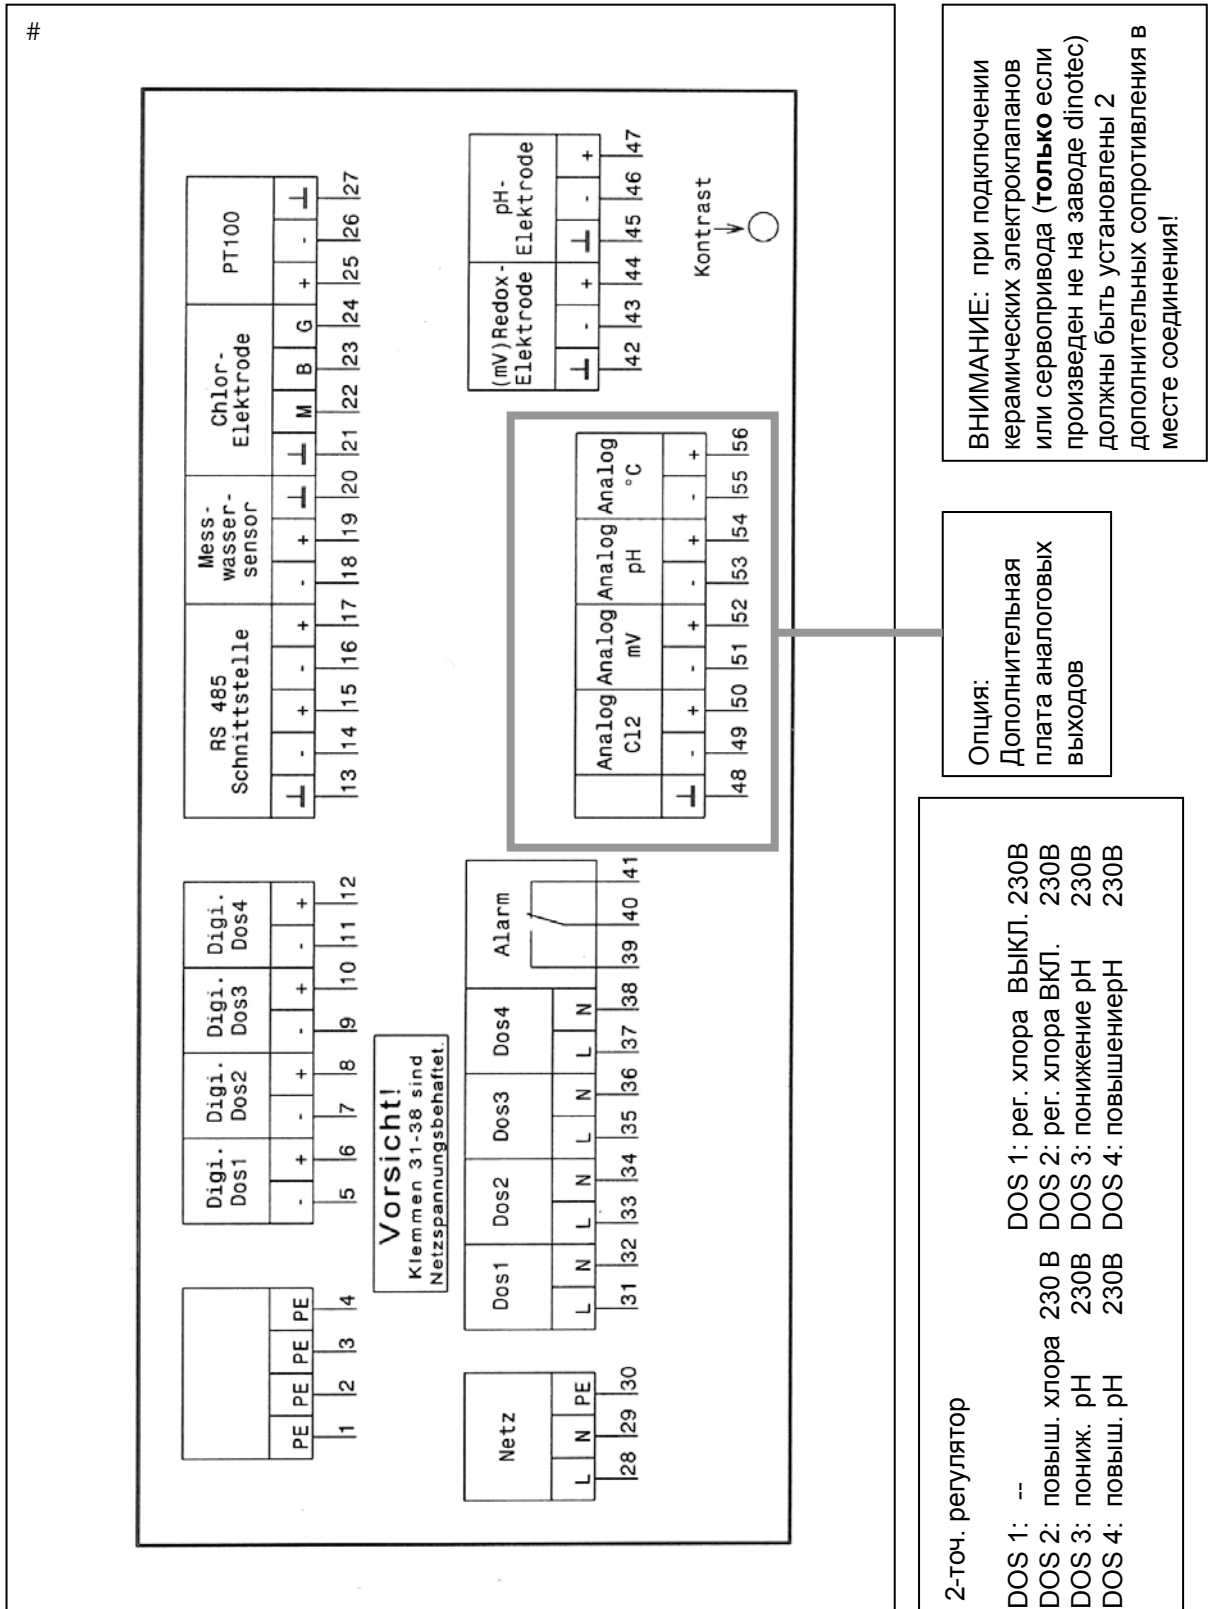 #
PE PE PE PE
1 2 3 4
Digi. Dos1
Digi. Dos2
Digi. Dos3
Digi. Dos4
- + - + - + - +
5 6 7 8 9 10 11 12
RS 485
Schnittstelle
Mess-
wasser-
sensor
Chlor-
Elektrode
PT100
⊥ - + - + - + ⊥ ⊥ M B G + - ⊥
13 14 15 16 17 18 19 20 21 22 23 24 25 26 27
Vorsicht!
Klemmen 31-38 sind
Netzspannungsbehaftet.
Netz
L N PE
28 29 30
Dos1 Dos2 Dos3 Dos4
L N L N L N L N
31 32 33 34 35 36 37 38
Alarm
39 40 41
(mV)Redox-
Elektrode
pH-
Elektrode
⊥ - + ⊥ - +
42 43 44 45 46 47
Analog
Cl2
Analog
mV
Analog
pH
Analog
°C
⊥ - + - + - + - +
48 49 50 51 52 53 54 55 56
Kontrast
2-точ. регулятор
DOS 1: -- DOS 1: рег. хлора ВЫКЛ. 230В
DOS 2: повыш. хлора 230 В DOS 2: рег. хлора ВКЛ. 230В
DOS 3: пониж. pH 230В DOS 3: понижение pH 230В
DOS 4: повыш. pH 230В DOS 4: повышениеpH 230В
Опция:
Дополнительная
плата аналоговых
выходов
ВНИМАНИЕ: при подключении
керамических электроклапанов
или сервопривода (только если
произведен не на заводе dinotec)
должны быть установлены 2
дополнительных сопротивления в
месте соединения!